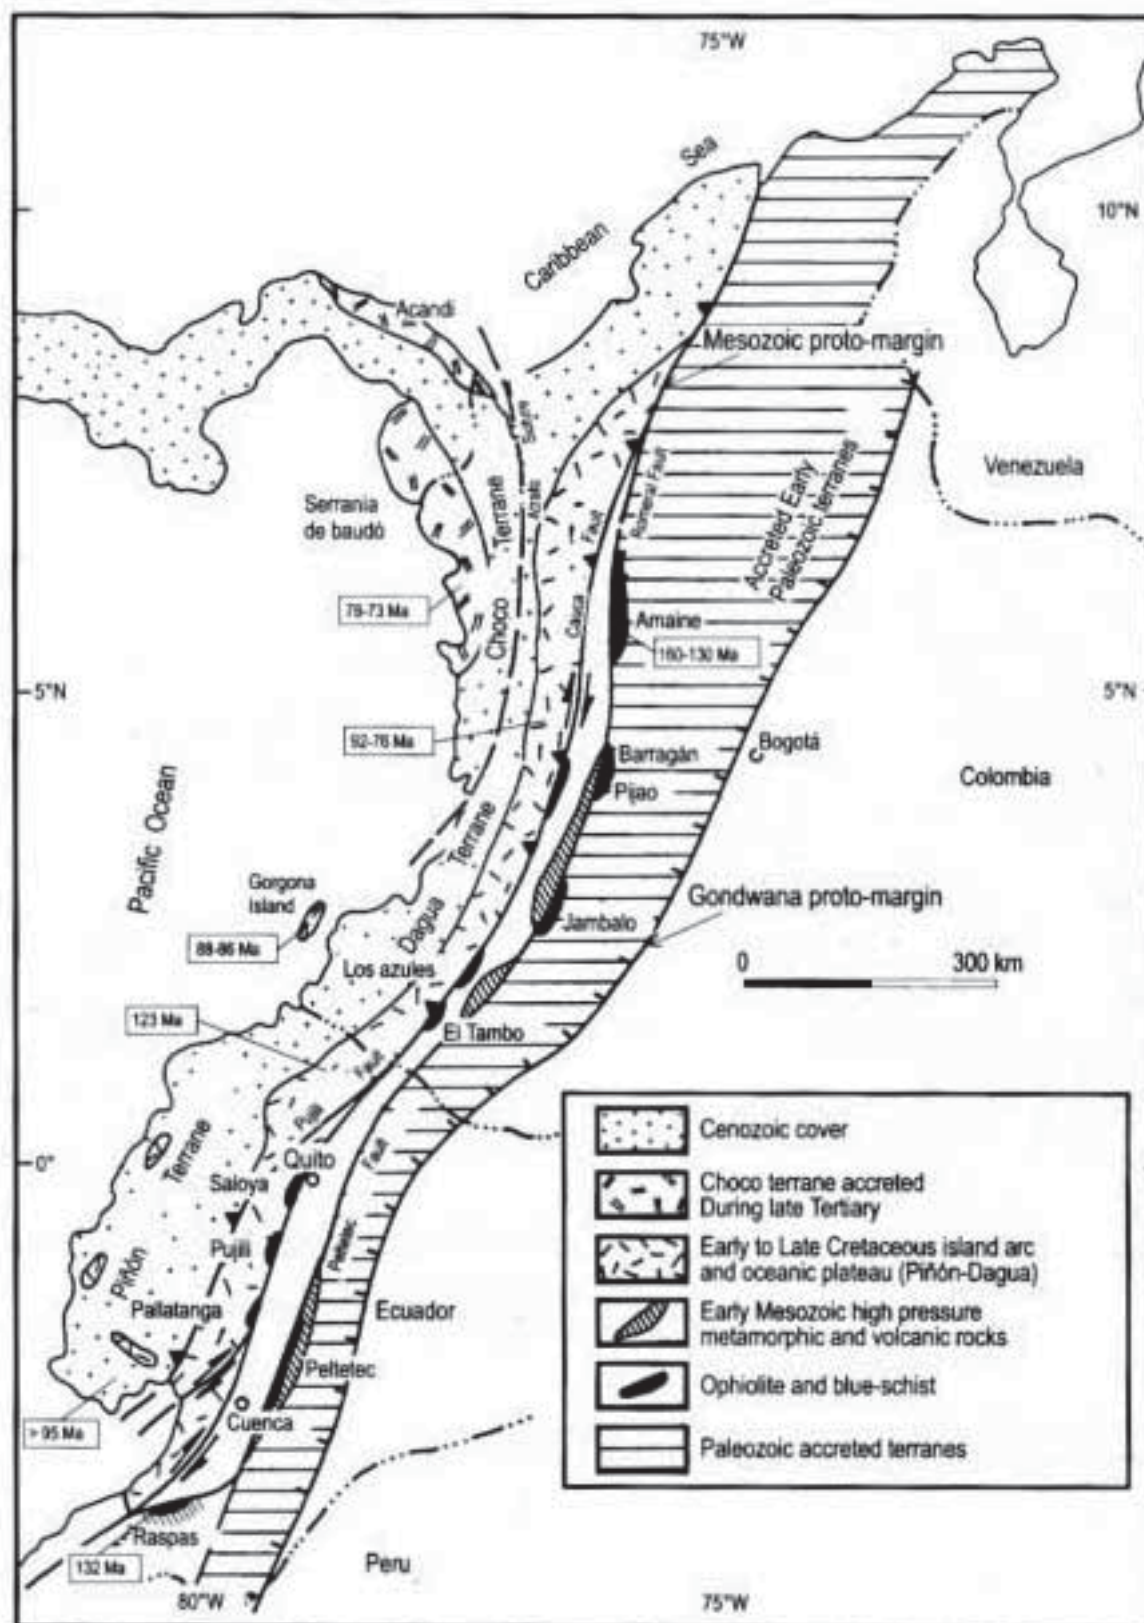 75°W
Caribbean Sea
10°N
Acandi
Mesozoic proto-margin
Suture
Atrato
Terrane
Choco
Serrania
de baudó
Venezuela
Accreted Early
Paleozoic terranes
Romeral Fault
Fault
Cauca
78-73 Ma
Amaine
160-130 Ma
5°N
5°N
92-76 Ma
Barragán
Bogotá
Pijao
Colombia
Pacific Ocean
Terrane
Dagua
Gorgona
Island
88-86 Ma
Gondwana proto-margin
Jambalo
Los azules
0
300 km
123 Ma
El Tambo
Fault
Pujili
Fault
Peltetec
Quito
0°
Terrane
Piñón
Saloya
Pujili
Pallatanga
Ecuador
Peltetec
Cuenca
> 95 Ma
Raspas
132 Ma
Peru
80°W
75°W
Cenozoic cover
Choco terrane accreted
During late Tertiary
Early to Late Cretaceous island arc
and oceanic plateau (Piñón-Dagua)
Early Mesozoic high pressure
metamorphic and volcanic rocks
Ophiolite and blue-schist
Paleozoic accreted terranes